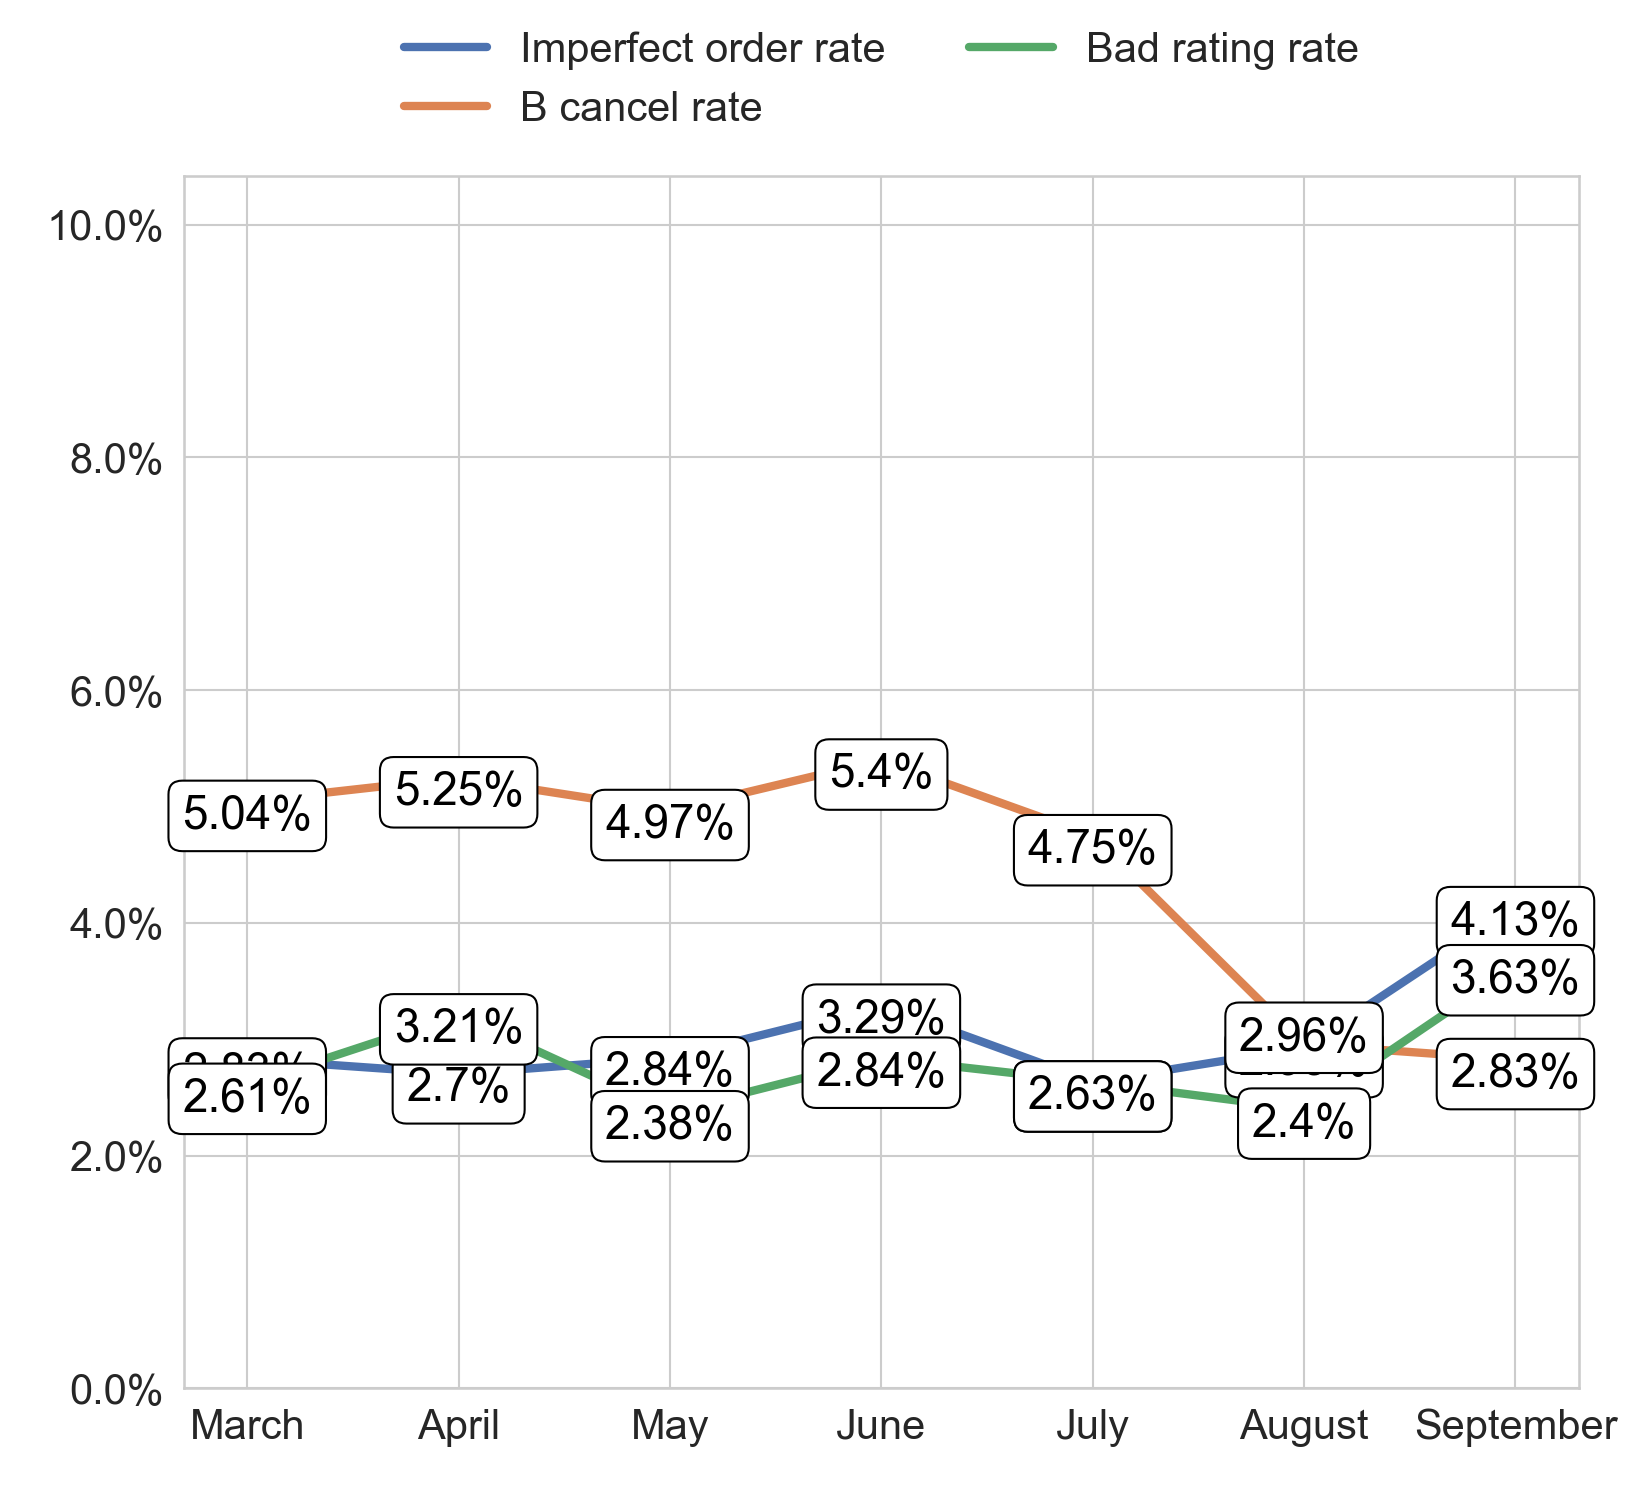 Imperfect order rate
Bad rating rate
B cancel rate
10.0%
8.0%
6.0%
4.0%
2.0%
0.0%
5.04%
5.25%
4.97%
5.4%
4.75%
4.13%
3.63%
3.21%
3.29%
2.96%
2.7%
2.84%
2.84%
2.83%
2.61%
2.38%
2.63%
2.4%
March
April
May
June
July
August
September